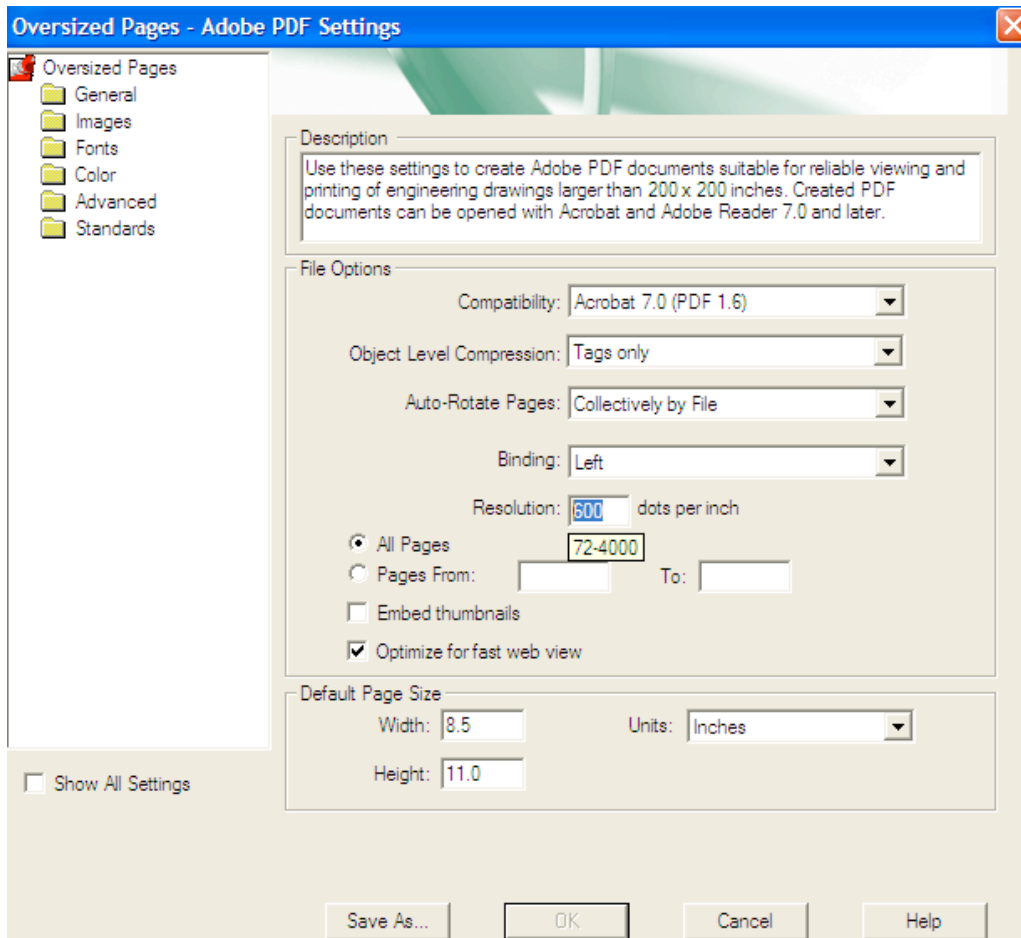 Oversized Pages - Adobe PDF Settings
Oversized Pages
General
Images
Fonts
Color
Advanced
Standards
Show All Settings
Description
Use these settings to create Adobe PDF documents suitable for reliable viewing and
printing of engineering drawings larger than 200 x 200 inches. Created PDF
documents can be opened with Acrobat and Adobe Reader 7.0 and later.
File Options
Compatibility: Acrobat 7.0 (PDF 1.6)
Object Level Compression: Tags only
Auto-Rotate Pages: Collectively by File
Binding: Left
Resolution: 600 dots per inch
All Pages 72-4000
Pages From: To:
Embed thumbnails
Optimize for fast web view
Default Page Size
Width: 8.5 Units: Inches
Height: 11.0
Save As... OK Cancel Help